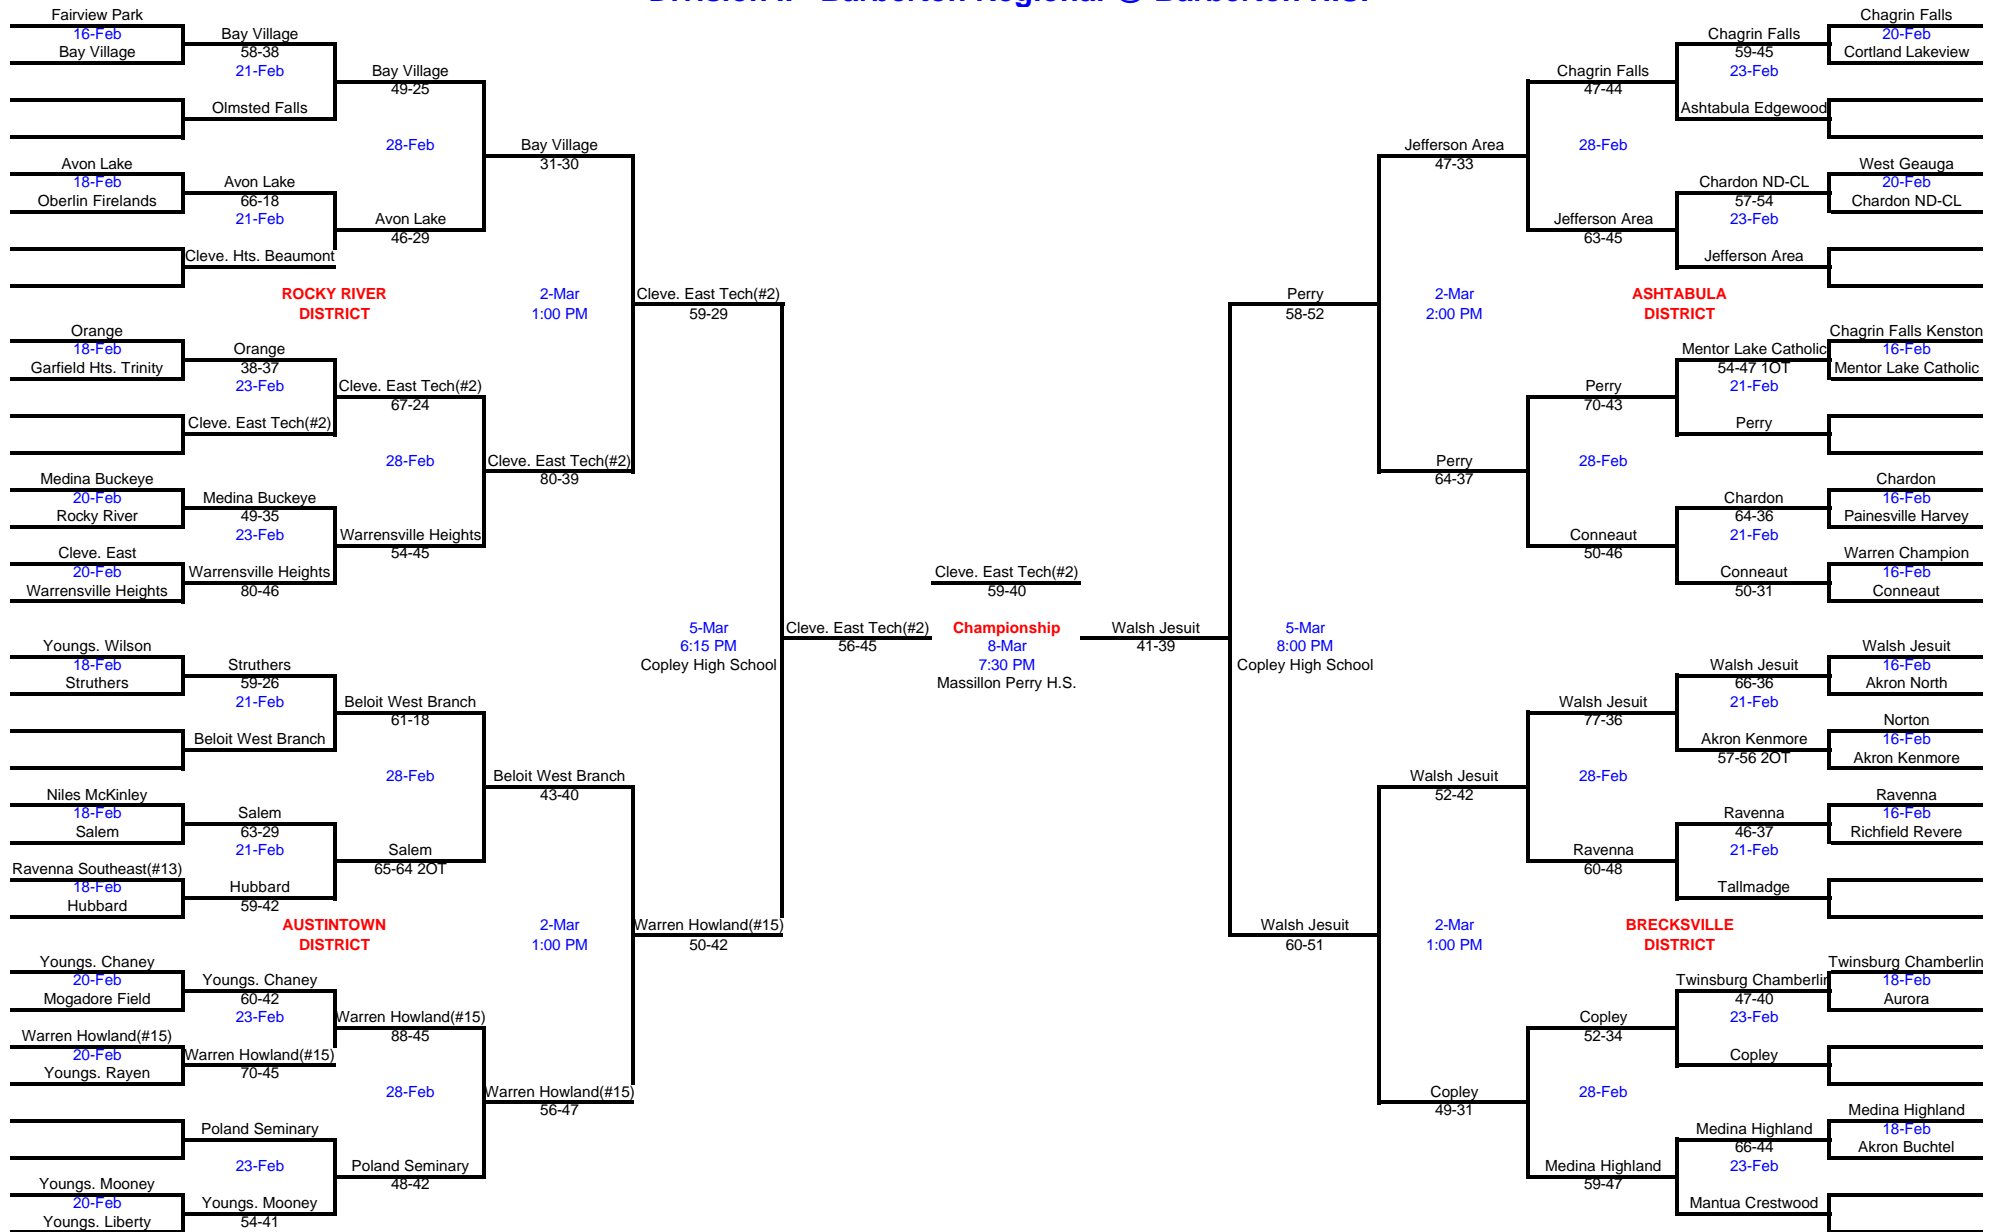 Division II - Barberton Regional @ Barberton H.S.
Fairview Park
16-Feb
Bay Village
Bay Village
58-38
21-Feb
Olmsted Falls
Bay Village
49-25
28-Feb
Avon Lake
18-Feb
Oberlin Firelands
Avon Lake
66-18
21-Feb
Cleve. Hts. Beaumont
Avon Lake
46-29
Bay Village
31-30
ROCKY RIVER
DISTRICT
2-Mar
1:00 PM
Cleve. East Tech(#2)
59-29
Orange
18-Feb
Garfield Hts. Trinity
Orange
38-37
23-Feb
Cleve. East Tech(#2)
Cleve. East Tech(#2)
67-24
28-Feb
Cleve. East Tech(#2)
80-39
Medina Buckeye
20-Feb
Rocky River
Medina Buckeye
49-35
23-Feb
Cleve. East
20-Feb
Warrensville Heights
Warrensville Heights
80-46
Warrensville Heights
54-45
5-Mar
6:15 PM
Copley High School
Cleve. East Tech(#2)
56-45
Youngs. Wilson
18-Feb
Struthers
Struthers
59-26
21-Feb
Beloit West Branch
Beloit West Branch
61-18
28-Feb
Beloit West Branch
43-40
Niles McKinley
18-Feb
Salem
Salem
63-29
21-Feb
Ravenna Southeast(#13)
18-Feb
Hubbard
Hubbard
59-42
Salem
65-64 2OT
AUSTINTOWN
DISTRICT
2-Mar
1:00 PM
Warren Howland(#15)
50-42
Youngs. Chaney
20-Feb
Mogadore Field
Youngs. Chaney
60-42
23-Feb
Warren Howland(#15)
20-Feb
Youngs. Rayen
Warren Howland(#15)
70-45
Warren Howland(#15)
88-45
28-Feb
Warren Howland(#15)
56-47
Poland Seminary
23-Feb
Youngs. Mooney
20-Feb
Youngs. Liberty
Youngs. Mooney
54-41
Poland Seminary
48-42
Cleve. East Tech(#2)
59-40
Championship
8-Mar
7:30 PM
Massillon Perry H.S.
Walsh Jesuit
41-39
5-Mar
8:00 PM
Copley High School
Chagrin Falls
20-Feb
Cortland Lakeview
Chagrin Falls
59-45
23-Feb
Ashtabula Edgewood
Chagrin Falls
47-44
28-Feb
Jefferson Area
47-33
West Geauga
20-Feb
Chardon ND-CL
Chardon ND-CL
57-54
23-Feb
Jefferson Area
Jefferson Area
63-45
Perry
58-52
2-Mar
2:00 PM
ASHTABULA
DISTRICT
Chagrin Falls Kenston
16-Feb
Mentor Lake Catholic
Mentor Lake Catholic
54-47 1OT
21-Feb
Perry
Perry
70-43
28-Feb
Perry
64-37
Chardon
16-Feb
Painesville Harvey
Chardon
64-36
21-Feb
Warren Champion
16-Feb
Conneaut
Conneaut
50-31
Conneaut
50-46
Walsh Jesuit
16-Feb
Akron North
Walsh Jesuit
66-36
21-Feb
Norton
16-Feb
Akron Kenmore
Akron Kenmore
57-56 2OT
Walsh Jesuit
77-36
28-Feb
Walsh Jesuit
52-42
Ravenna
16-Feb
Richfield Revere
Ravenna
46-37
21-Feb
Tallmadge
Ravenna
60-48
Walsh Jesuit
60-51
2-Mar
1:00 PM
BRECKSVILLE
DISTRICT
Twinsburg Chamberlin
18-Feb
Aurora
Twinsburg Chamberlin
47-40
23-Feb
Copley
Copley
52-34
28-Feb
Copley
49-31
Medina Highland
18-Feb
Akron Buchtel
Medina Highland
66-44
23-Feb
Mantua Crestwood
Medina Highland
59-47